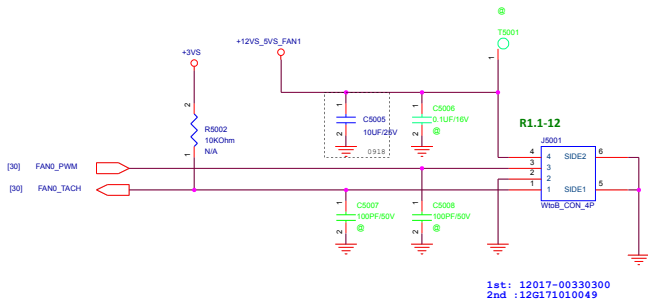 @
T5001
1
+12VS_5VS_FAN1
+3VS
2
R5002
10KOhm
N/A
1
1
C5005
10UF/25V
2
0918
1
C5006
0.1UF/16V
2
@
R1.1-12
J5001
4
4
SIDE2
6
3
3
2
2
1
1
SIDE1
5
WtoB_CON_4P
[30]
FAN0_PWM
[30]
FAN0_TACH
1
C5007
100PF/50V
2
@
1
C5008
100PF/50V
2
@
1st: 12017-00330300
2nd :12G171010049